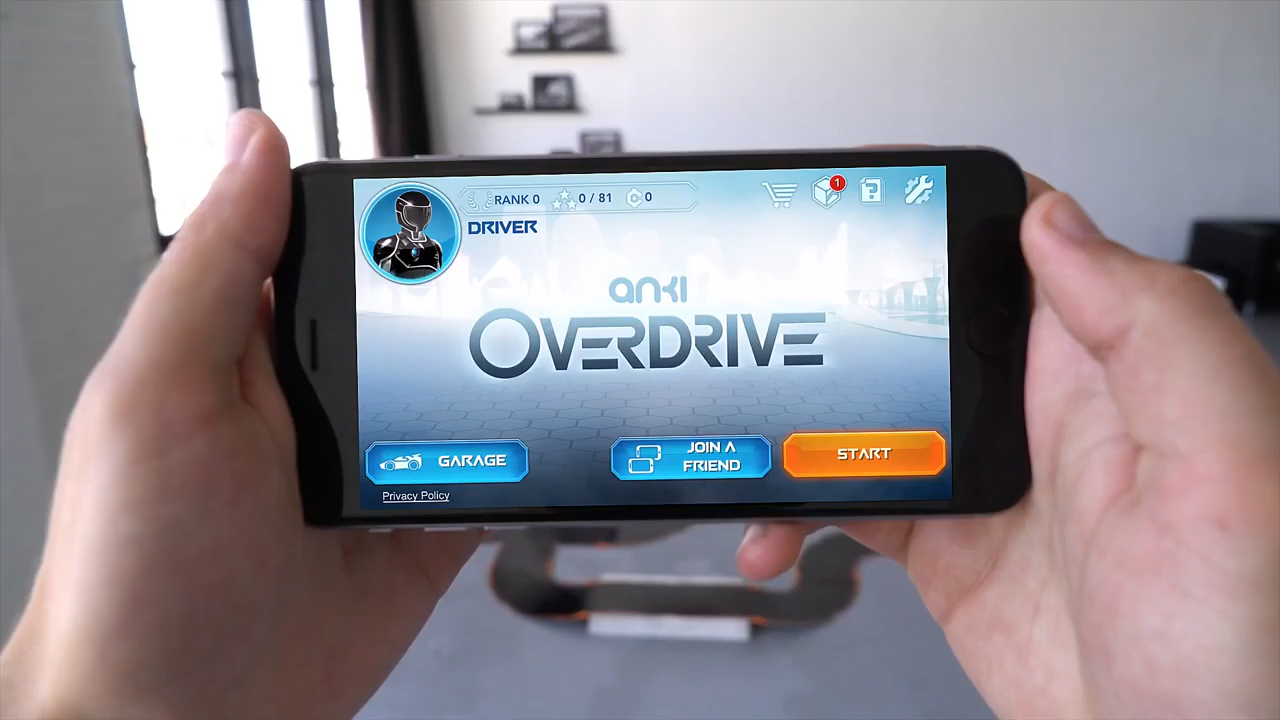 RANK 0
0 / 81
0
1
?
DRIVER
ANKI
OVERDRIVE
GARAGE
JOIN A
FRIEND
START
Privacy Policy